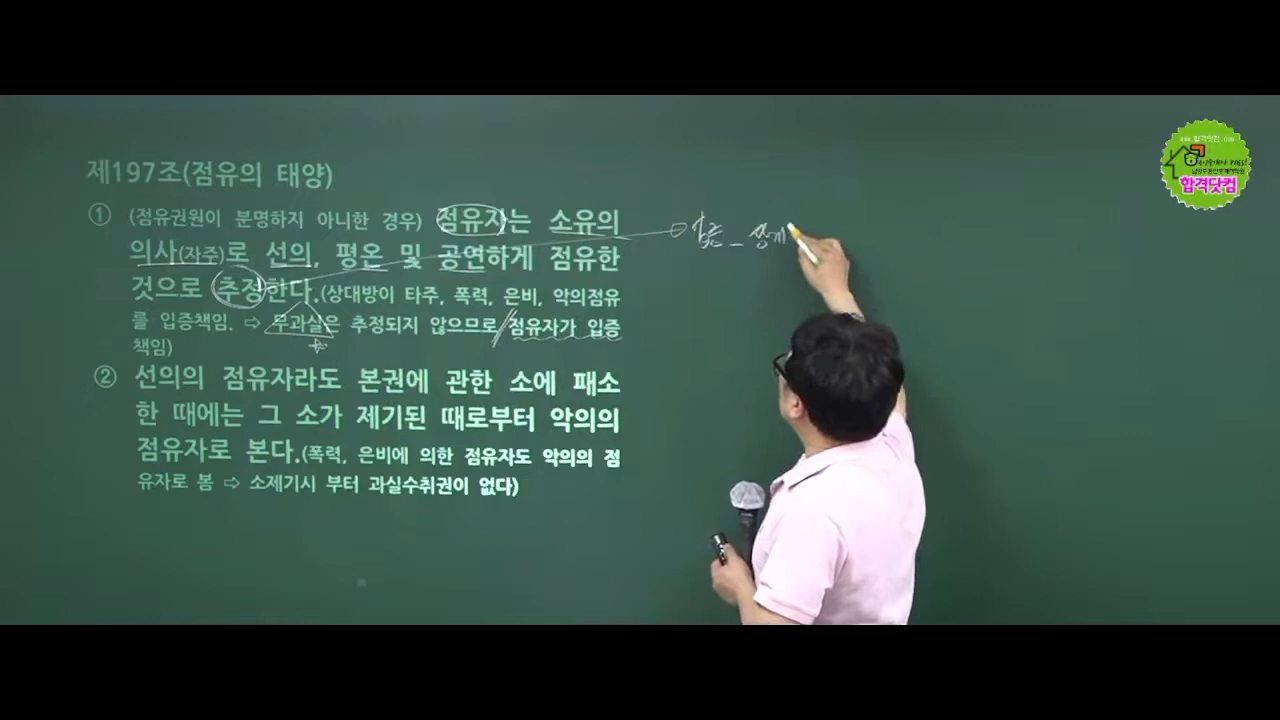 제197조(점유의 태양)
① (점유권원이 분명하지 아니한 경우) 점유자는 소유의
의사(자주)로 선의, 평온 및 공연하게 점유한
것으로 추정한다.(상대방이 타주, 폭력, 은비, 악의점유
를 입증책임. ⇨ 무과실은 추정되지 않으므로 점유자가 입증
책임)
② 선의의 점유자라도 본권에 관한 소에 패소
한 때에는 그 소가 제기된 때로부터 악의의
점유자로 본다.(폭력, 은비에 의한 점유자도 악의의 점
유자로 봄 ⇨ 소제기시 부터 과실수취권이 없다)
입증
합격닷컴